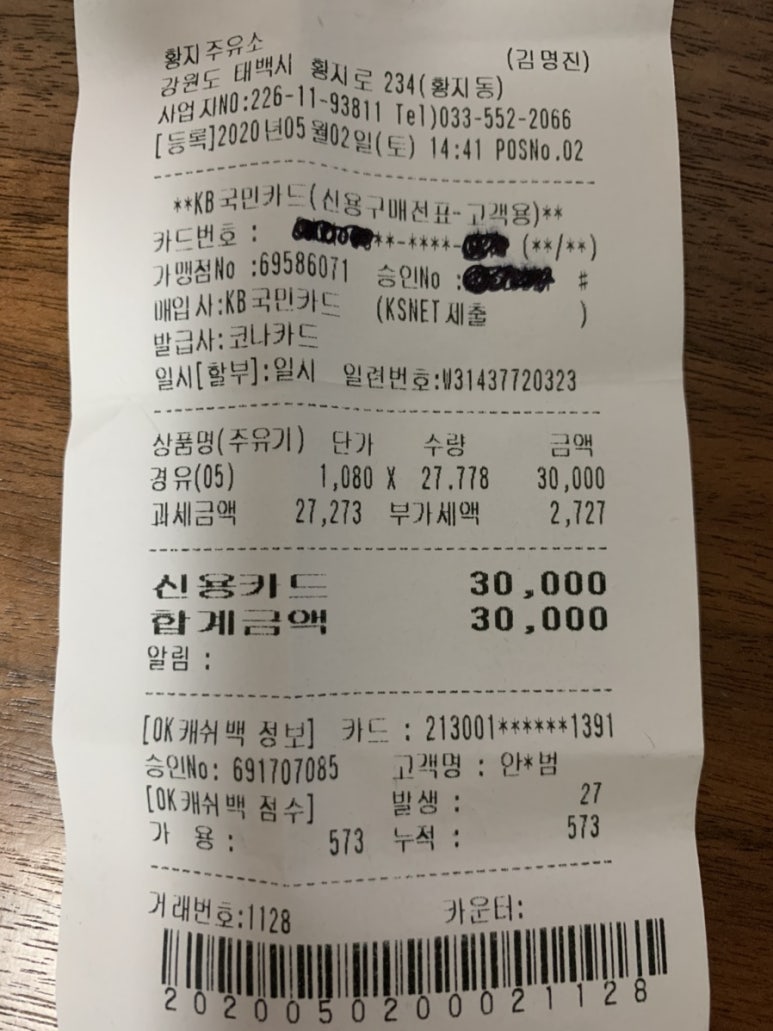 황지주유소 (김명진)
강원도 태백시 황지로 234(황지동)
사업자NO:226-11-93811 Tel)033-552-2066
[등록]2020년05월02일(토) 14:41 POSNo.02
**KB국민카드(신용구매전표-고객용)**
카드번호 : **-****- (**/**)
가맹점No :69586071 승인No : #
매입사:KB국민카드 (KSNET제출 )
발급사:코나카드
일시[할부]:일시 일련번호:W31437720323
상품명(주유기) 단가 수량 금액
경유(05) 1,080 X 27.778 30,000
과세금액 27,273 부가세액 2,727
신용카드 30,000
합계금액 30,000
알림 :
[OK캐쉬백 정보] 카드 : 213001******1391
승인No: 691707085 고객명 : 안*범
[OK캐쉬백 점수] 발생 : 27
가 용 : 573 누적 : 573
거래번호:1128 카운터:
20200502000021128